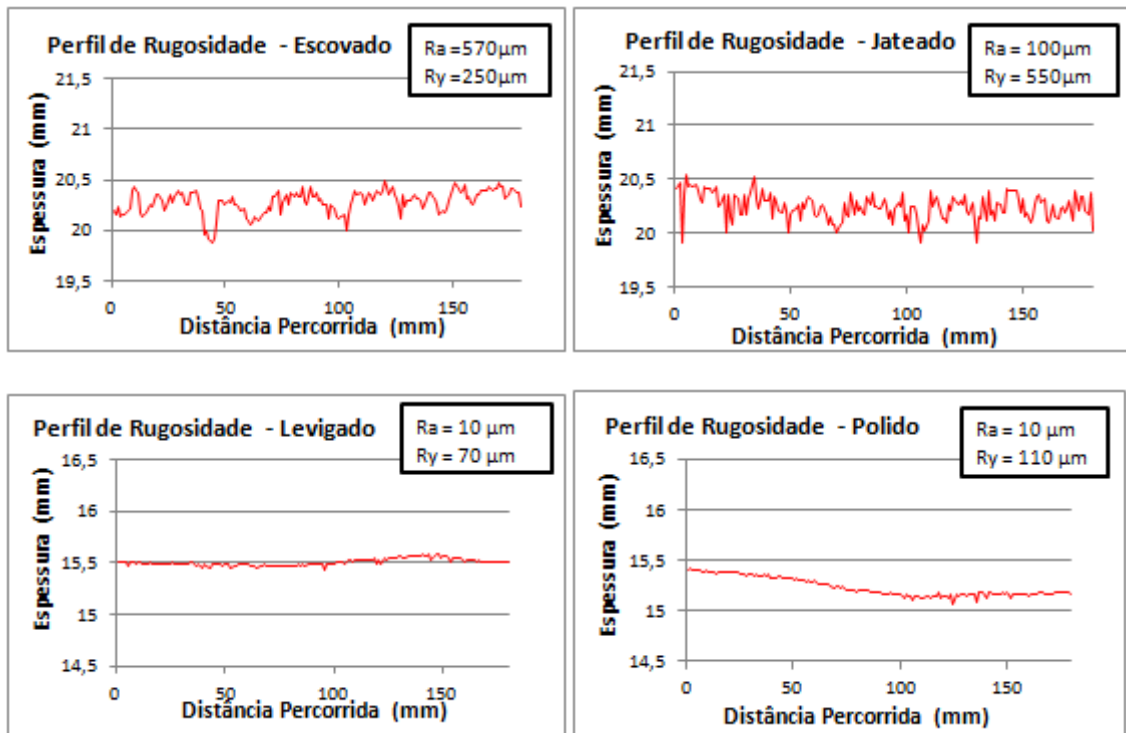 Perfil de Rugosidade - Escovado
Ra =570µm
Ry =250µm
Espessura (mm)
21,5
21
20,5
20
19,5
0 50 100 150
Distância Percorrida (mm)
Perfil de Rugosidade - Jateado
Ra = 100µm
Ry = 550µm
Espessura (mm)
21,5
21
20,5
20
19,5
0 50 100 150
Distância Percorrida (mm)
Perfil de Rugosidade - Levigado
Ra = 10 µm
Ry = 70 µm
Espessura (mm)
16,5
16
15,5
15
14,5
0 50 100 150
Distância Percorrida (mm)
Perfil de Rugosidade - Polido
Ra = 10 µm
Ry = 110 µm
Espessura (mm)
16,5
16
15,5
15
14,5
0 50 100 150
Distância Percorrida (mm)